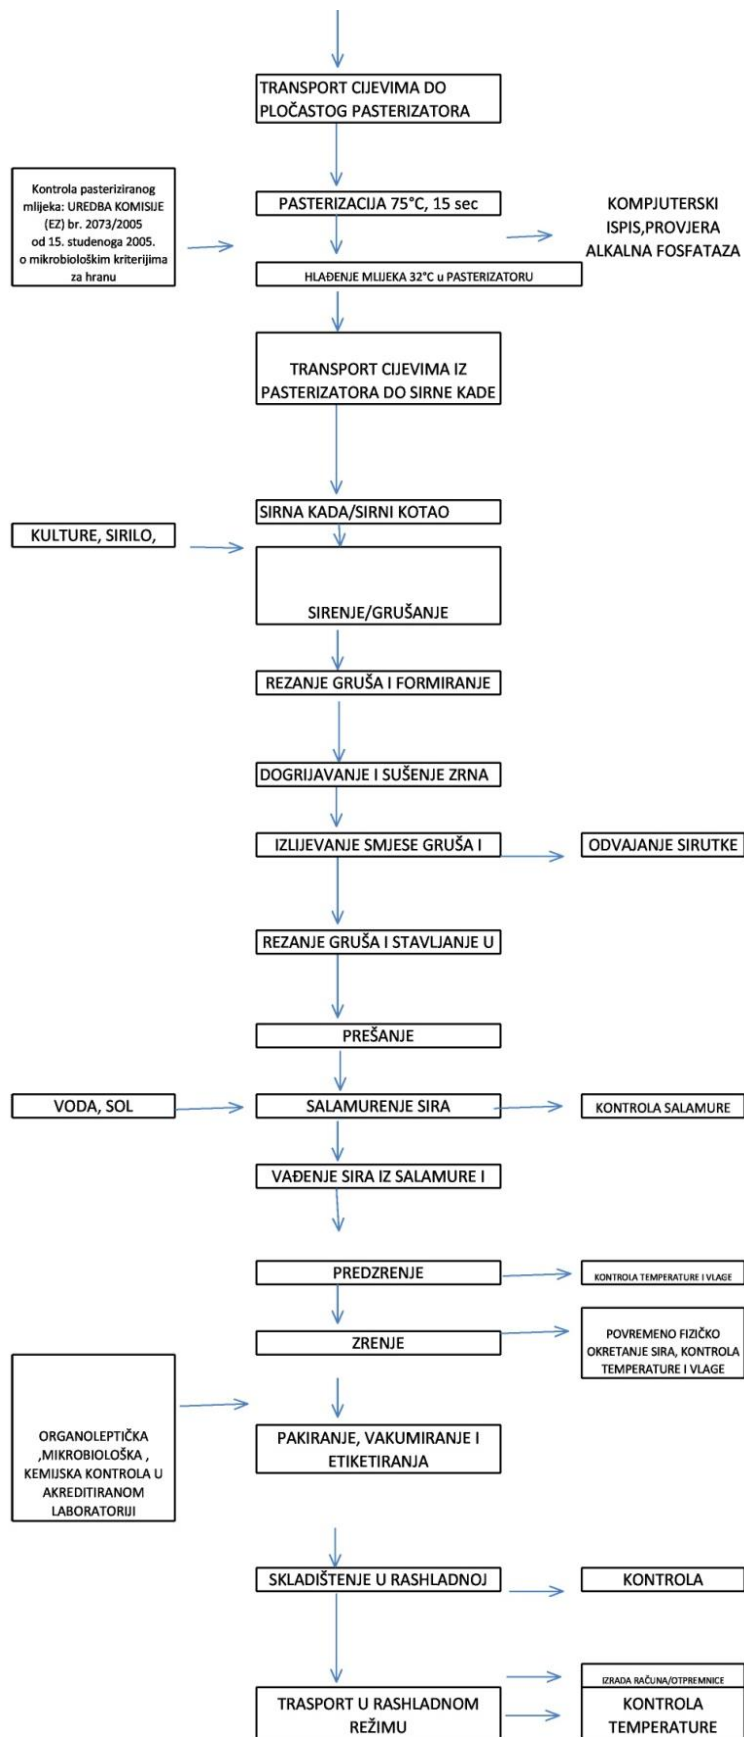 TRANSPORT CIJEVIMA DO
PLOČASTOG PASTERIZATORA
Kontrola pasteriziranog
mlijeka: UREDBA KOMISIJE
(EZ) br. 2073/2005
od 15. studenoga 2005.
o mikrobiološkim kriterijima
za hranu
PASTERIZACIJA 75°C, 15 sec
KOMPJUTERSKI
ISPIS,PROVJERA
ALKALNA FOSFATAZA
HLAĐENJE MLIJEKA 32°C u PASTERIZATORU
TRANSPORT CIJEVIMA IZ
PASTERIZATORA DO SIRNE KADE
SIRNA KADA/SIRNI KOTAO
KULTURE, SIRILO,
SIRENJE/GRUŠANJE
REZANJE GRUŠA I FORMIRANJE
DOGRIJAVANJE I SUŠENJE ZRNA
IZLIJEVANJE SMJESE GRUŠA I
ODVAJANJE SIRUTKE
REZANJE GRUŠA I STAVLJANJE U
PREŠANJE
VODA, SOL
SALAMURENJE SIRA
KONTROLA SALAMURE
VAĐENJE SIRA IZ SALAMURE I
PREDZRENJE
KONTROLA TEMPERATURE I VLAGE
ZRENJE
POVREMENO FIZIČKO
OKRETANJE SIRA, KONTROLA
TEMPERATURE I VLAGE
ORGANOLEPTIČKA
,MIKROBIOLOŠKA ,
KEMIJSKA KONTROLA U
AKREDITIRANOM
LABORATORIJI
PAKIRANJE, VAKUMIRANJE I
ETIKETIRANJA
SKLADIŠTENJE U RASHLADNOJ
KONTROLA
IZRADA RAČUNA/OTPREMNICE
TRASPORT U RASHLADNOM
REŽIMU
KONTROLA
TEMPERATURE